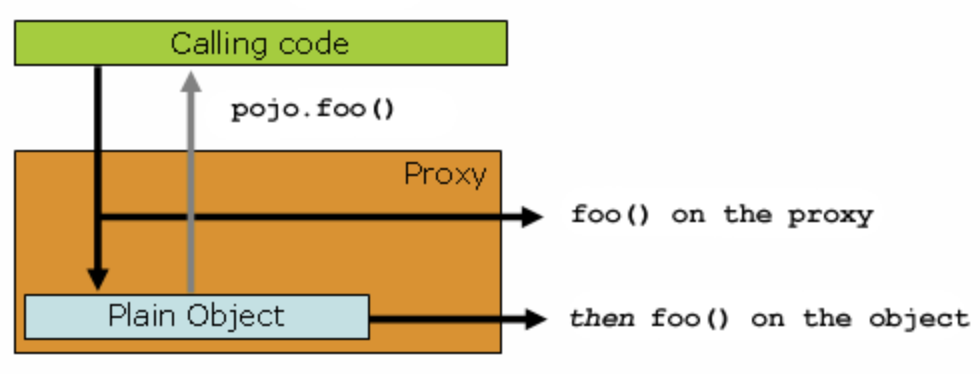 Calling code
pojo.foo()
Proxy
foo() on the proxy
Plain Object
then foo() on the object